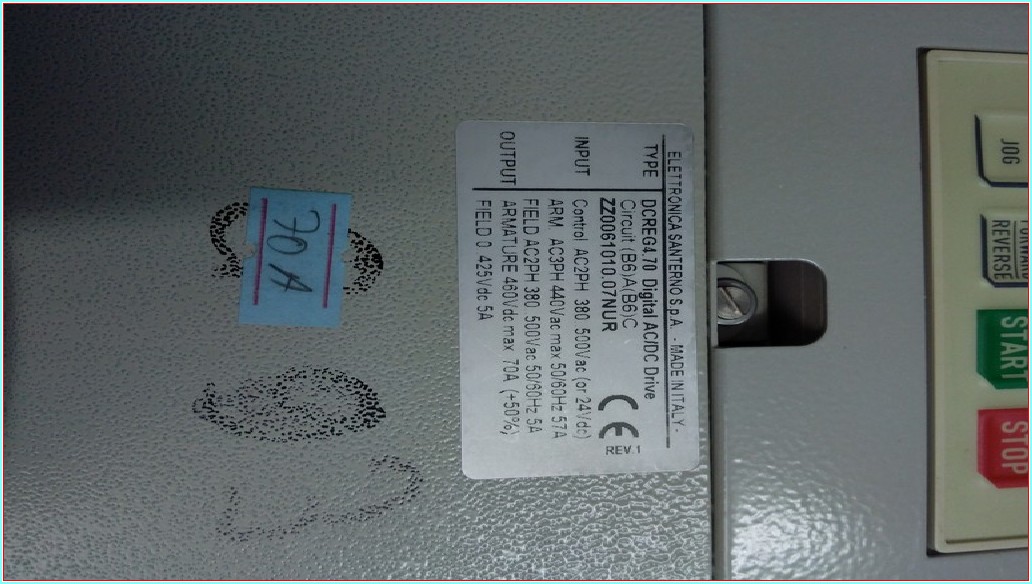 ELETTRONICA SANTERNO S.p.A. - MADE IN ITALY -
TYPE DCREG4.70 Digital AC/DC Drive
Circuit (B6)A(B6)C
ZZ0061010.07NUR CE
REV.1
INPUT Control AC2PH 380 500Vac (or 24Vdc)
ARM AC3PH 440Vac max 50/60Hz 57A
FIELD AC2PH 380 500Vac 50/60Hz 5A
OUTPUT ARMATURE 460Vdc max 70A (+50%)
FIELD 0 425Vdc 5A
70A
JOG
REVERSE
START
STOP